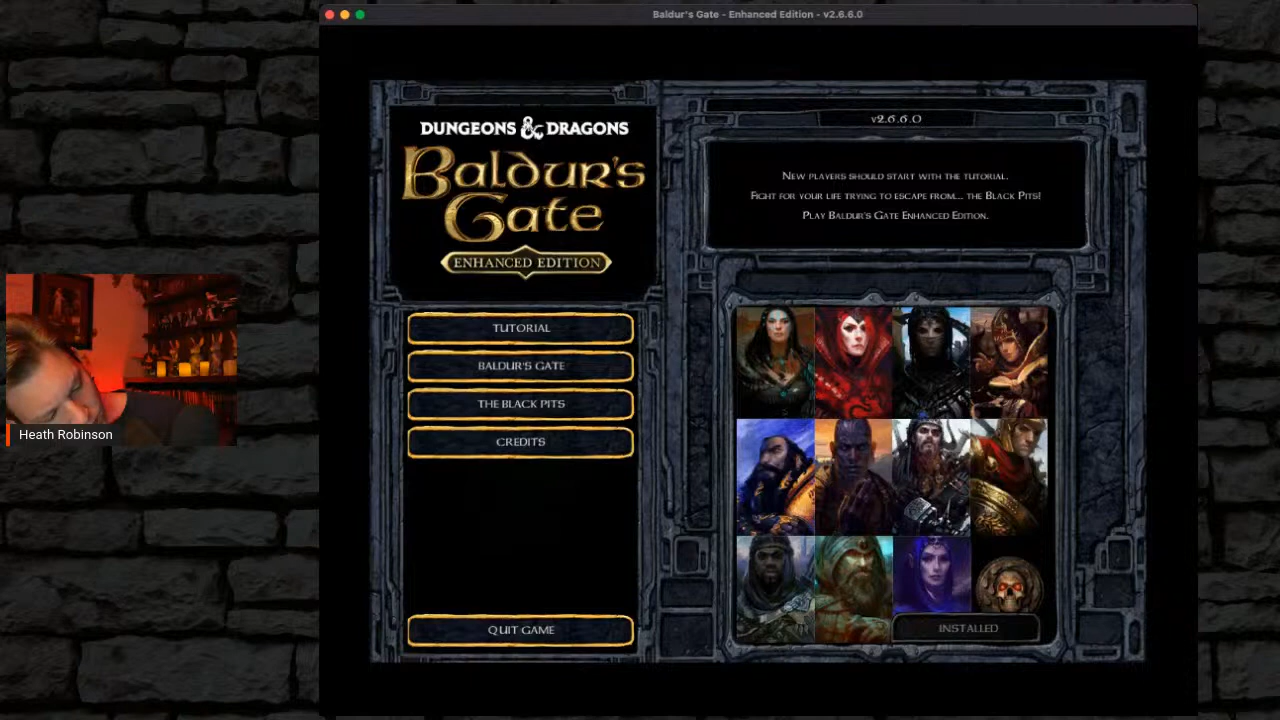 Baldur's Gate - Enhanced Edition - v2.6.6.0
DUNGEONS & DRAGONS
Baldur's
Gate
ENHANCED EDITION
v2.6.6.0
New players should start with the tutorial.
Fight for your life trying to escape from... the Black Pits!
Play Baldur's Gate Enhanced Edition.
TUTORIAL
BALDUR'S GATE
THE BLACK PITS
CREDITS
Heath Robinson
QUIT GAME
INSTALLED